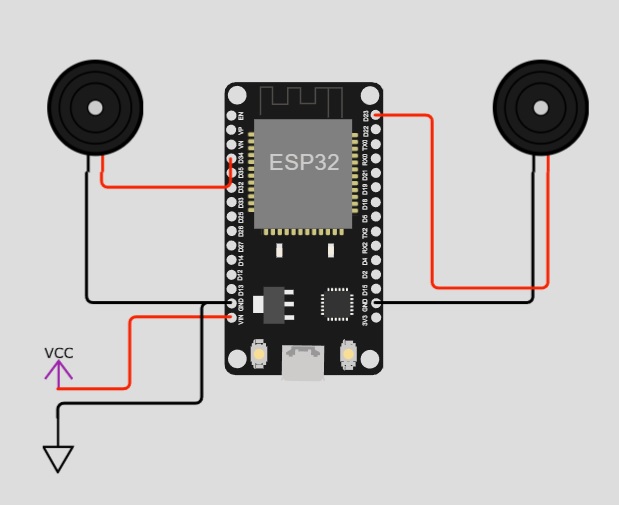 ESP32
EN
VP
VN
D34
D35
D32
D33
D25
D26
D27
D14
D12
D13
GND
VIN
D23
D22
TX0
RX0
D21
D19
D18
D5
TX2
RX2
D4
D2
D15
GND
3V3
VCC